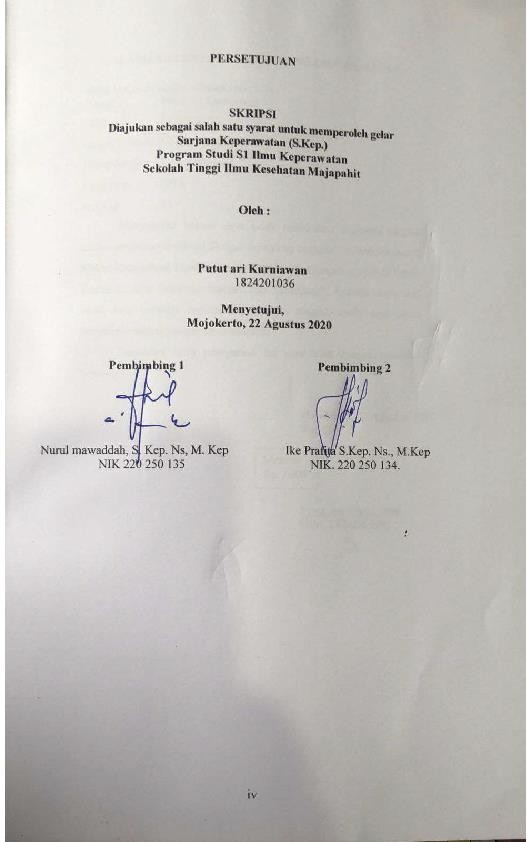 PERSETUJUAN
SKRIPSI
Diajukan sebagai salah satu syarat untuk memperoleh gelar
Sarjana Keperawatan (S.Kep.)
Program Studi S1 Ilmu Keperawatan
Sekolah Tinggi Ilmu Kesehatan Majapahit
Oleh :
Putut ari Kurniawan
1824201036
Menyetujui,
Mojokerto, 22 Agustus 2020
Pembimbing 1
Pembimbing 2
Nurul mawaddah, S. Kep. Ns, M. Kep
NIK 220 250 135
Ike Prafita S.Kep. Ns., M.Kep
NIK. 220 250 134.
iv